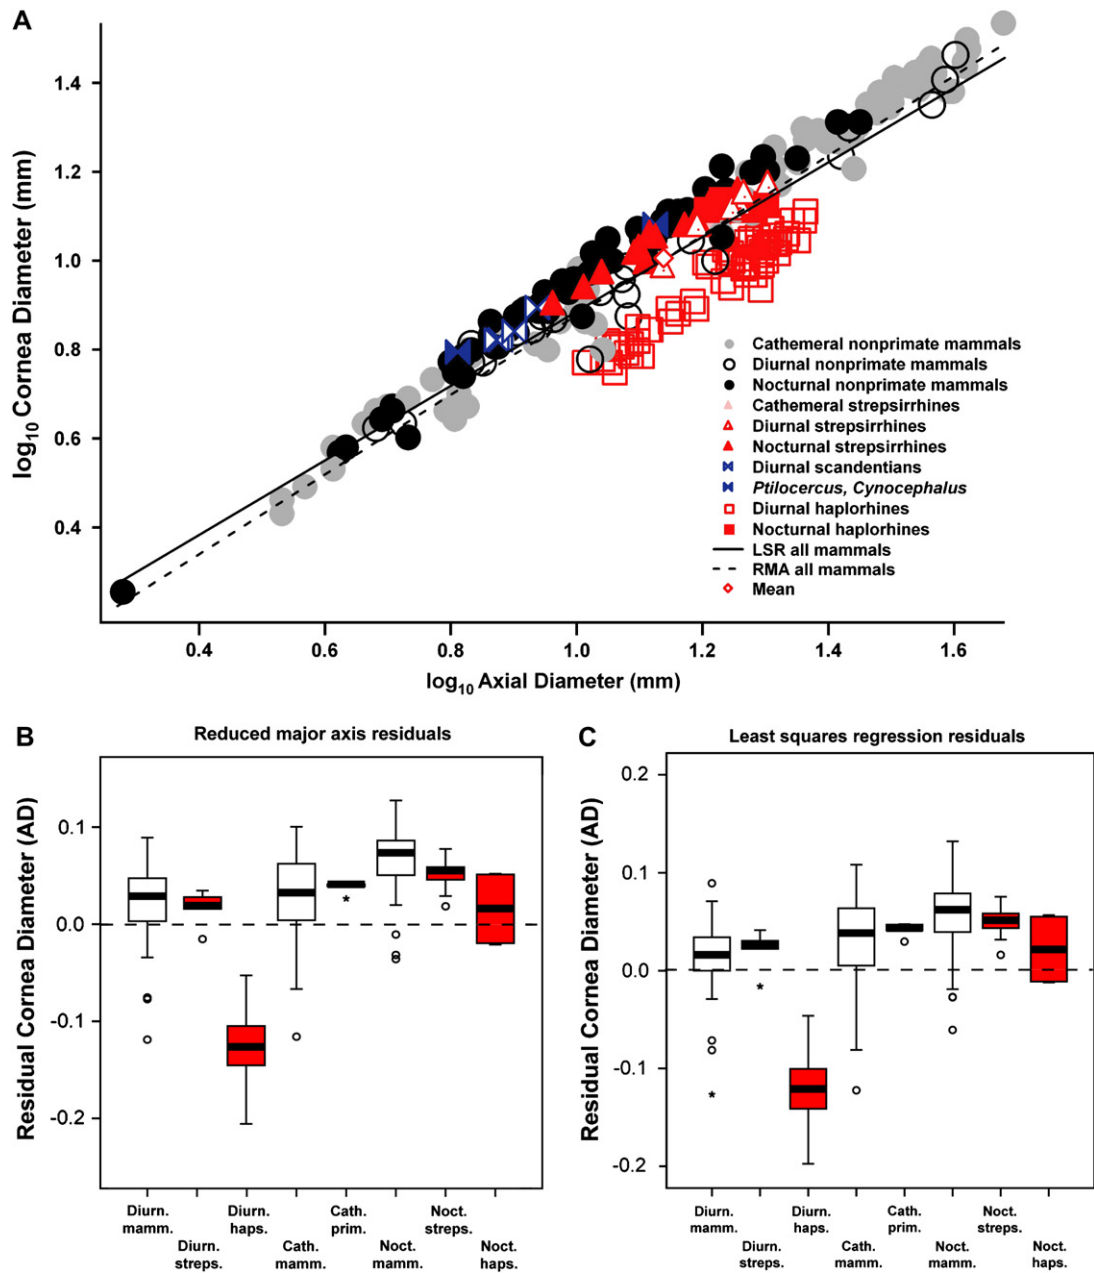 A
log10 Cornea Diameter (mm)
1.4
1.2
1.0
0.8
0.6
0.4
Cathemeral nonprimate mammals
Diurnal nonprimate mammals
Nocturnal nonprimate mammals
Cathemeral strepsirrhines
Diurnal strepsirrhines
Nocturnal strepsirrhines
Diurnal scandentians
Ptilocercus, Cynocephalus
Diurnal haplorhines
Nocturnal haplorhines
LSR all mammals
RMA all mammals
Mean
0.4 0.6 0.8 1.0 1.2 1.4 1.6
log10 Axial Diameter (mm)
B
Reduced major axis residuals
Residual Cornea Diameter (AD)
0.1
0.0
-0.1
-0.2
Diurn. Diurn. Cath. Noct.
mamm. haps. prim. streps.
Diurn. Cath. Noct. Noct.
streps. mamm. mamm. haps.
C
Least squares regression residuals
Residual Cornea Diameter (AD)
0.2
0.1
0.0
-0.1
-0.2
Diurn. Diurn. Cath. Noct.
mamm. haps. prim. streps.
Diurn. Cath. Noct. Noct.
streps. mamm. mamm. haps.